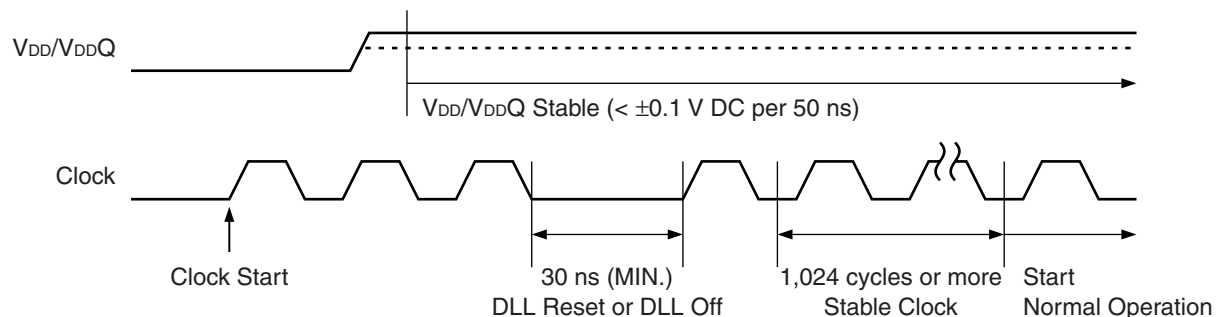 VDD/VDDQ
VDD/VDDQ Stable (< ±0.1 V DC per 50 ns)
Clock
Clock Start
30 ns (MIN.)
DLL Reset or DLL Off
1,024 cycles or more
Stable Clock
Start
Normal Operation